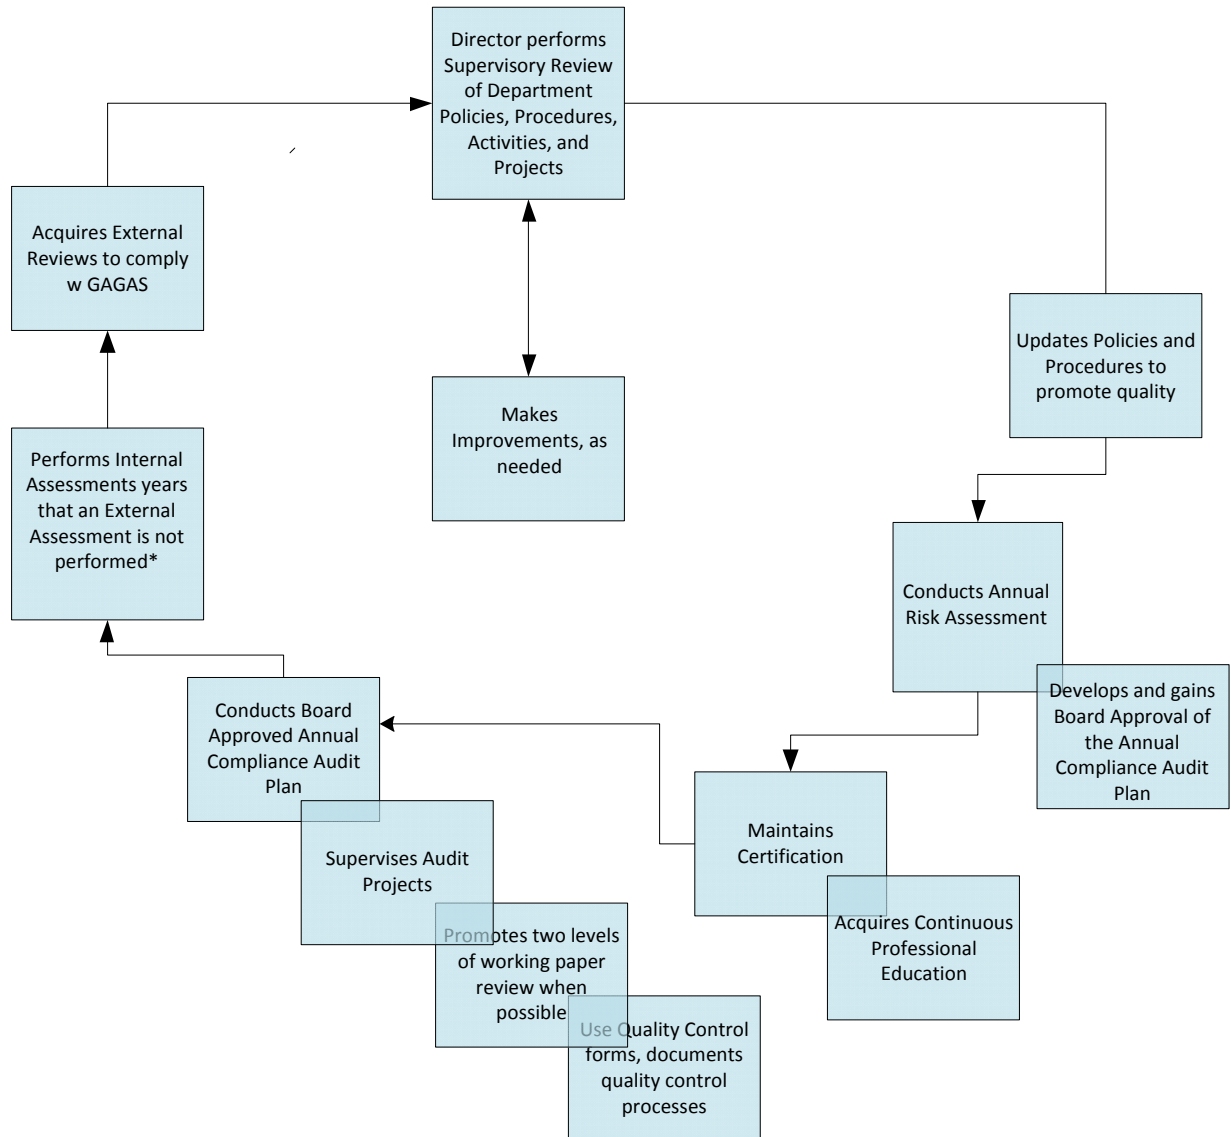 Director performs
Supervisory Review
of Department
Policies, Procedures,
Activities, and
Projects
Acquires External
Reviews to comply
w GAGAS
Updates Policies and
Procedures to
promote quality
Makes
Improvements, as
needed
Performs Internal
Assessments years
that an External
Assessment is not
performed*
Conducts Annual
Risk Assessment
Develops and gains
Board Approval of
the Annual
Compliance Audit
Plan
Conducts Board
Approved Annual
Compliance Audit
Plan
Maintains
Certification
Supervises Audit
Projects
Acquires Continuous
Professional
Education
Promotes two levels
of working paper
review when
possible
Use Quality Control
forms, documents
quality control
processes